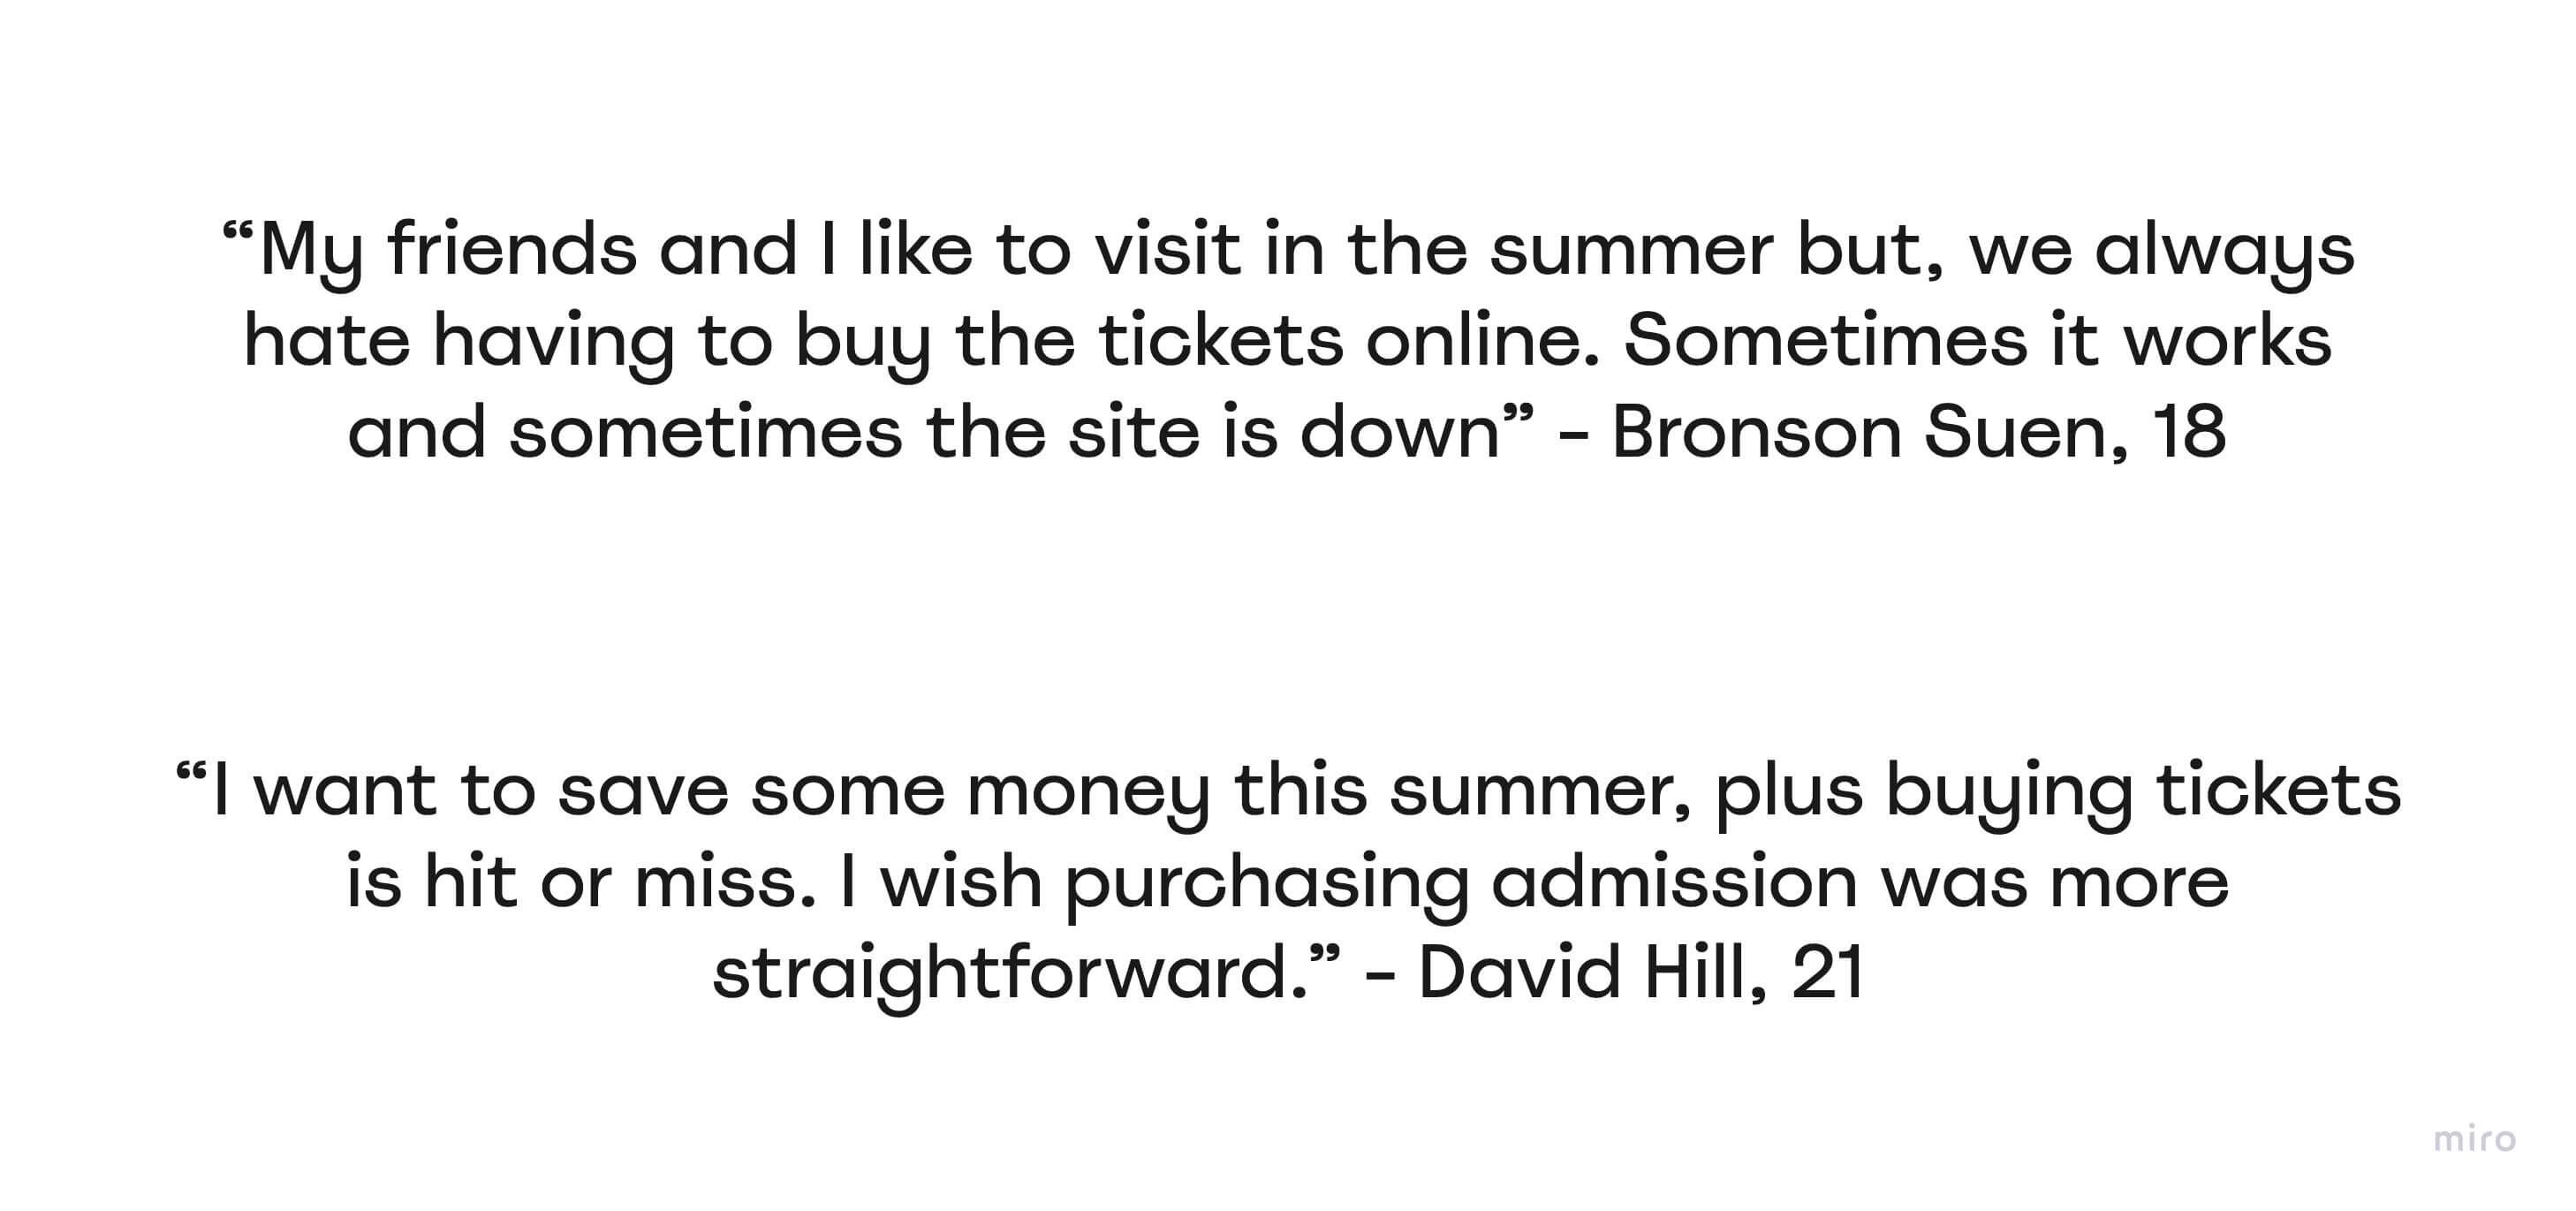 “My friends and I like to visit in the summer but, we always
hate having to buy the tickets online. Sometimes it works
and sometimes the site is down” – Bronson Suen, 18
“I want to save some money this summer, plus buying tickets
is hit or miss. I wish purchasing admission was more
straightforward.” – David Hill, 21
miro